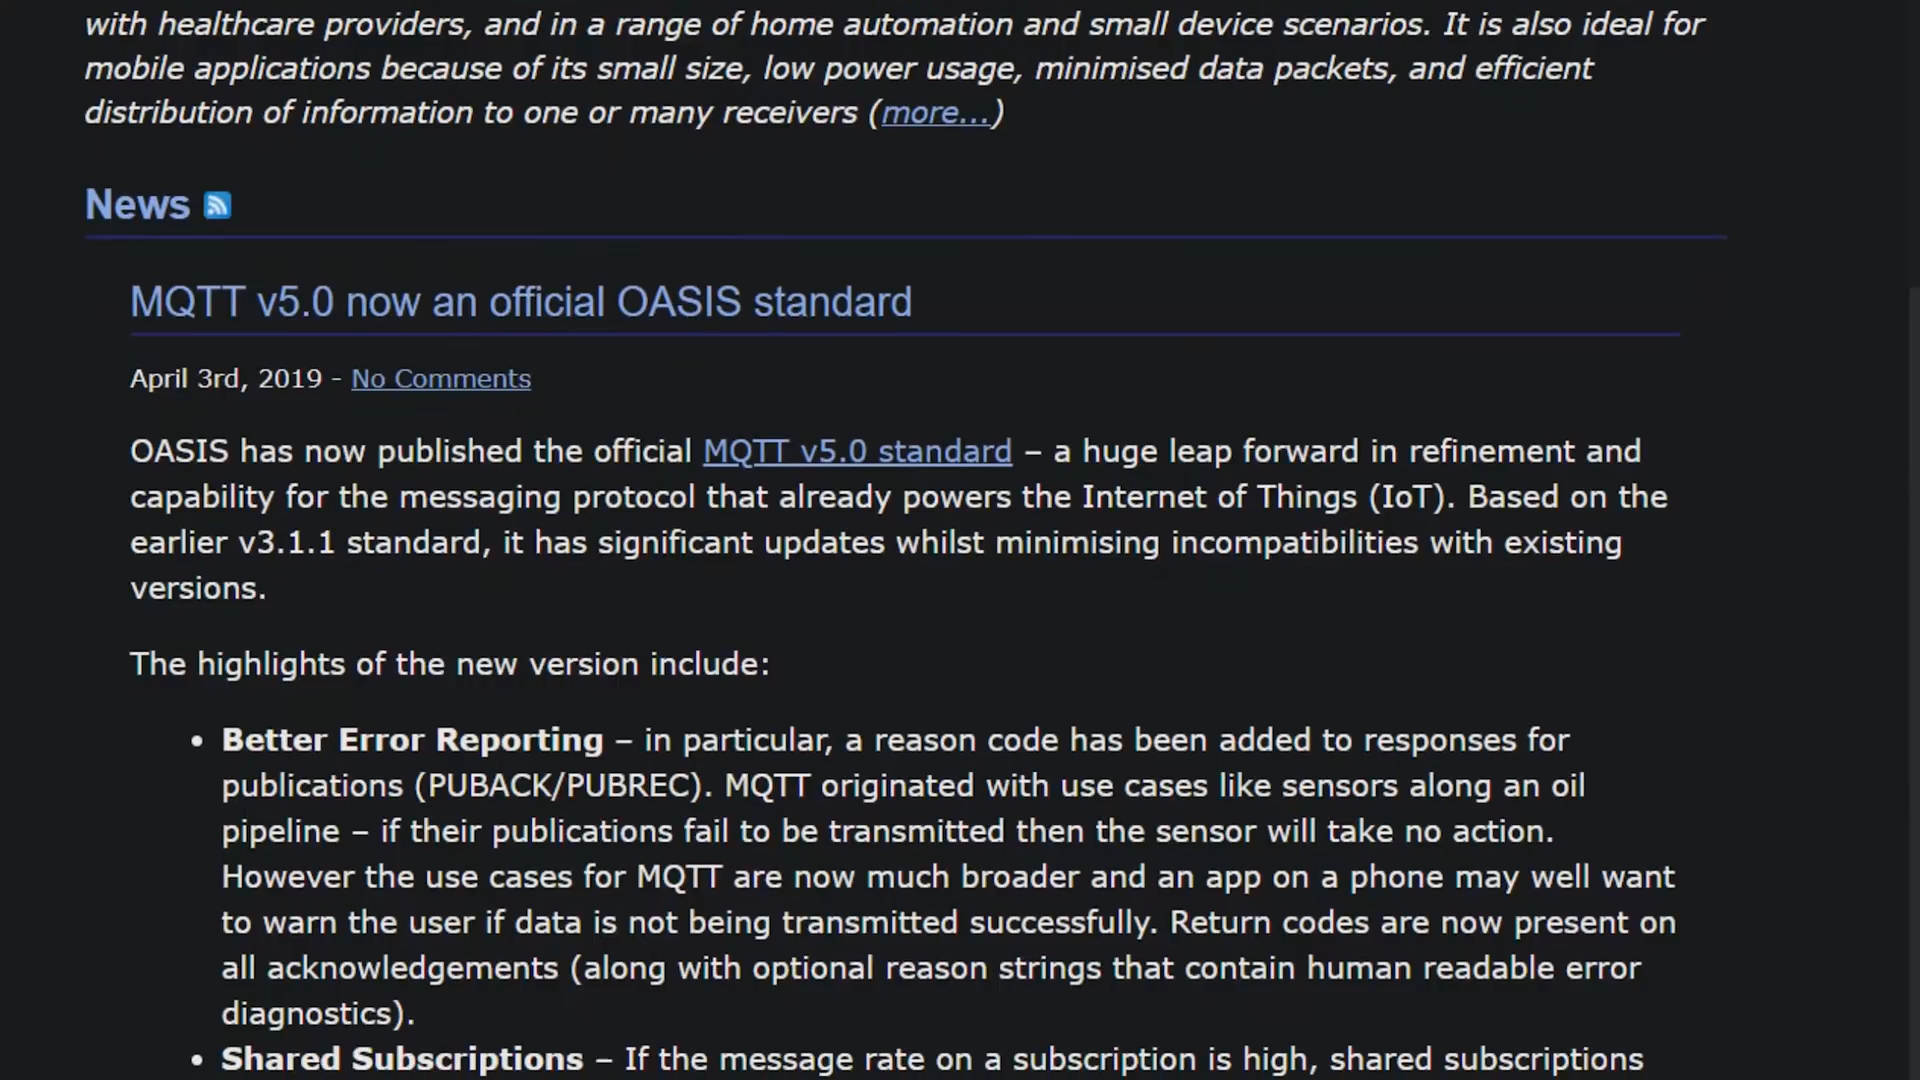 with healthcare providers, and in a range of home automation and small device scenarios. It is also ideal for
mobile applications because of its small size, low power usage, minimised data packets, and efficient
distribution of information to one or many receivers (more...)
News
MQTT v5.0 now an official OASIS standard
April 3rd, 2019 - No Comments
OASIS has now published the official MQTT v5.0 standard – a huge leap forward in refinement and
capability for the messaging protocol that already powers the Internet of Things (IoT). Based on the
earlier v3.1.1 standard, it has significant updates whilst minimising incompatibilities with existing
versions.
The highlights of the new version include:
• Better Error Reporting – in particular, a reason code has been added to responses for
publications (PUBACK/PUBREC). MQTT originated with use cases like sensors along an oil
pipeline – if their publications fail to be transmitted then the sensor will take no action.
However the use cases for MQTT are now much broader and an app on a phone may well want
to warn the user if data is not being transmitted successfully. Return codes are now present on
all acknowledgements (along with optional reason strings that contain human readable error
diagnostics).
• Shared Subscriptions – If the message rate on a subscription is high, shared subscriptions